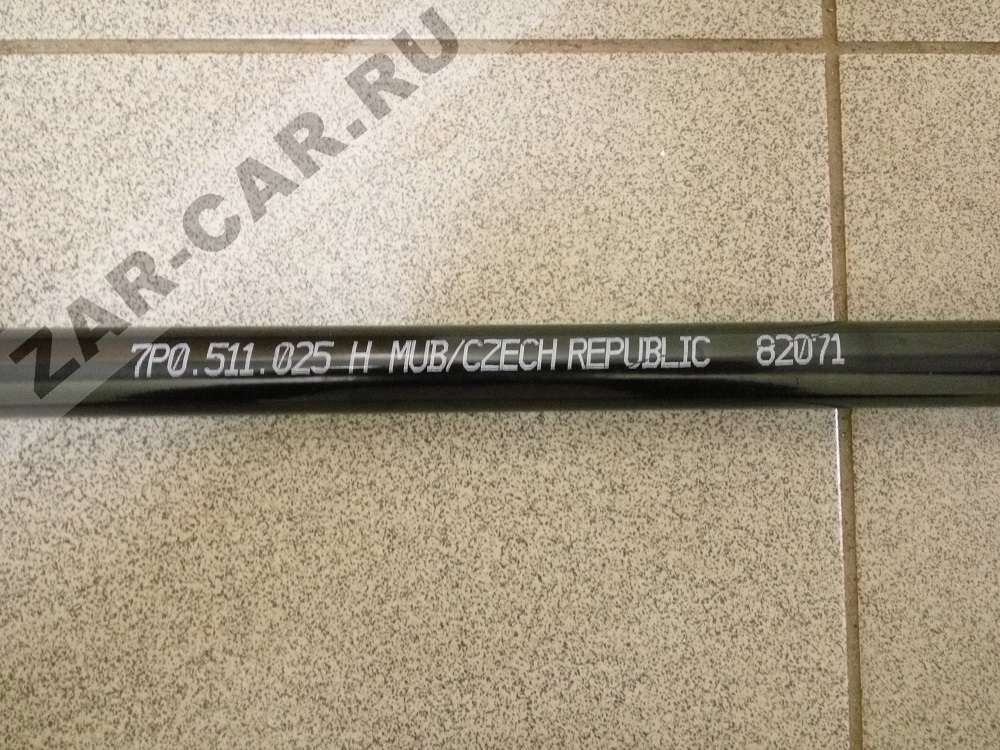 ZAR-CAR.RU
7P0.511.025 H MUB/CZECH REPUBLIC 82071